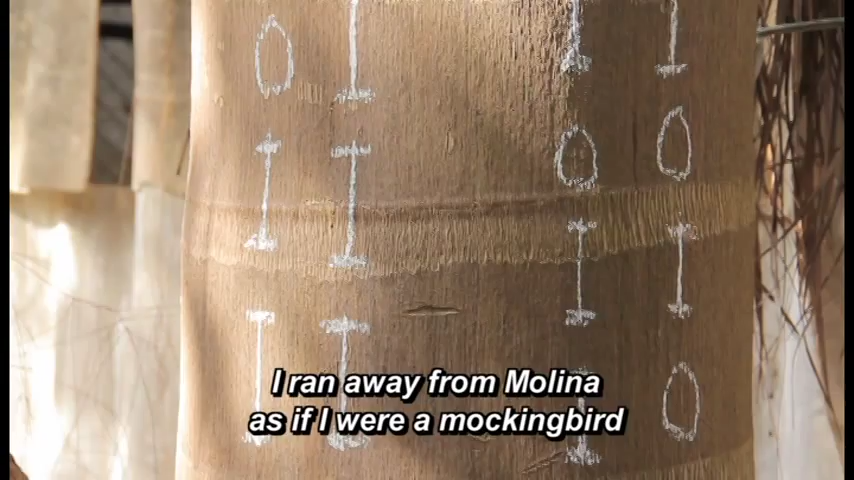 O I I I
I I O O
I I I I
I O
I ran away from Molina
as if I were a mockingbird